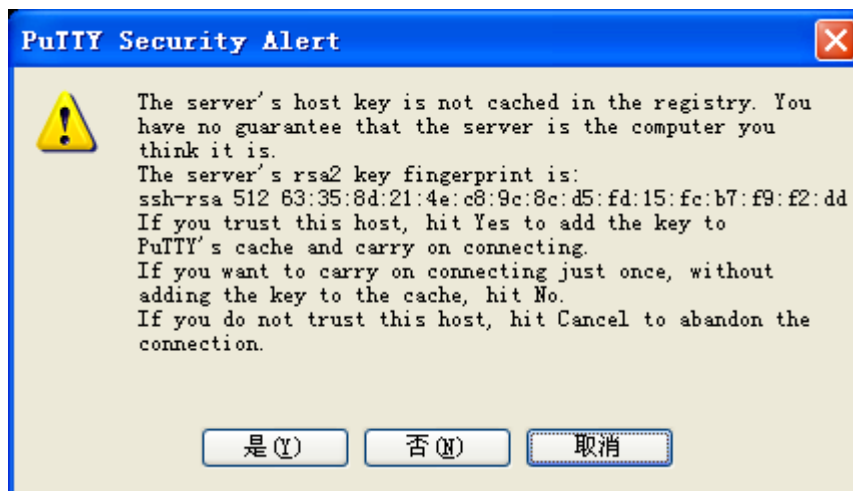 PuTTY Security Alert
The server's host key is not cached in the registry. You
have no guarantee that the server is the computer you
think it is.
The server's rsa2 key fingerprint is:
ssh-rsa 512 63:35:8d:21:4e:c8:9c:8c:d5:fd:15:fc:b7:f9:f2:dd
If you trust this host, hit Yes to add the key to
PuTTY's cache and carry on connecting.
If you want to carry on connecting just once, without
adding the key to the cache, hit No.
If you do not trust this host, hit Cancel to abandon the
connection.
是(Y) 否(N) 取消